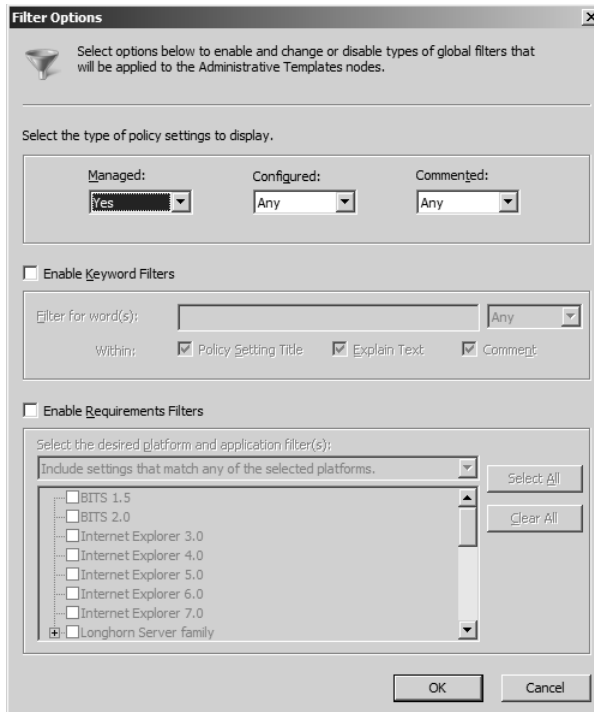 Filter Options
Select options below to enable and change or disable types of global filters that
will be applied to the Administrative Templates nodes.
Select the type of policy settings to display.
Managed: Configured: Commented:
Yes Any Any
Enable Keyword Filters
Filter for word(s): Any
Within: Policy Setting Title Explain Text Comment
Enable Requirements Filters
Select the desired platform and application filter(s):
Include settings that match any of the selected platforms.
Select All
BITS 1.5
BITS 2.0
Clear All
Internet Explorer 3.0
Internet Explorer 4.0
Internet Explorer 5.0
Internet Explorer 6.0
Internet Explorer 7.0
Longhorn Server family
OK Cancel